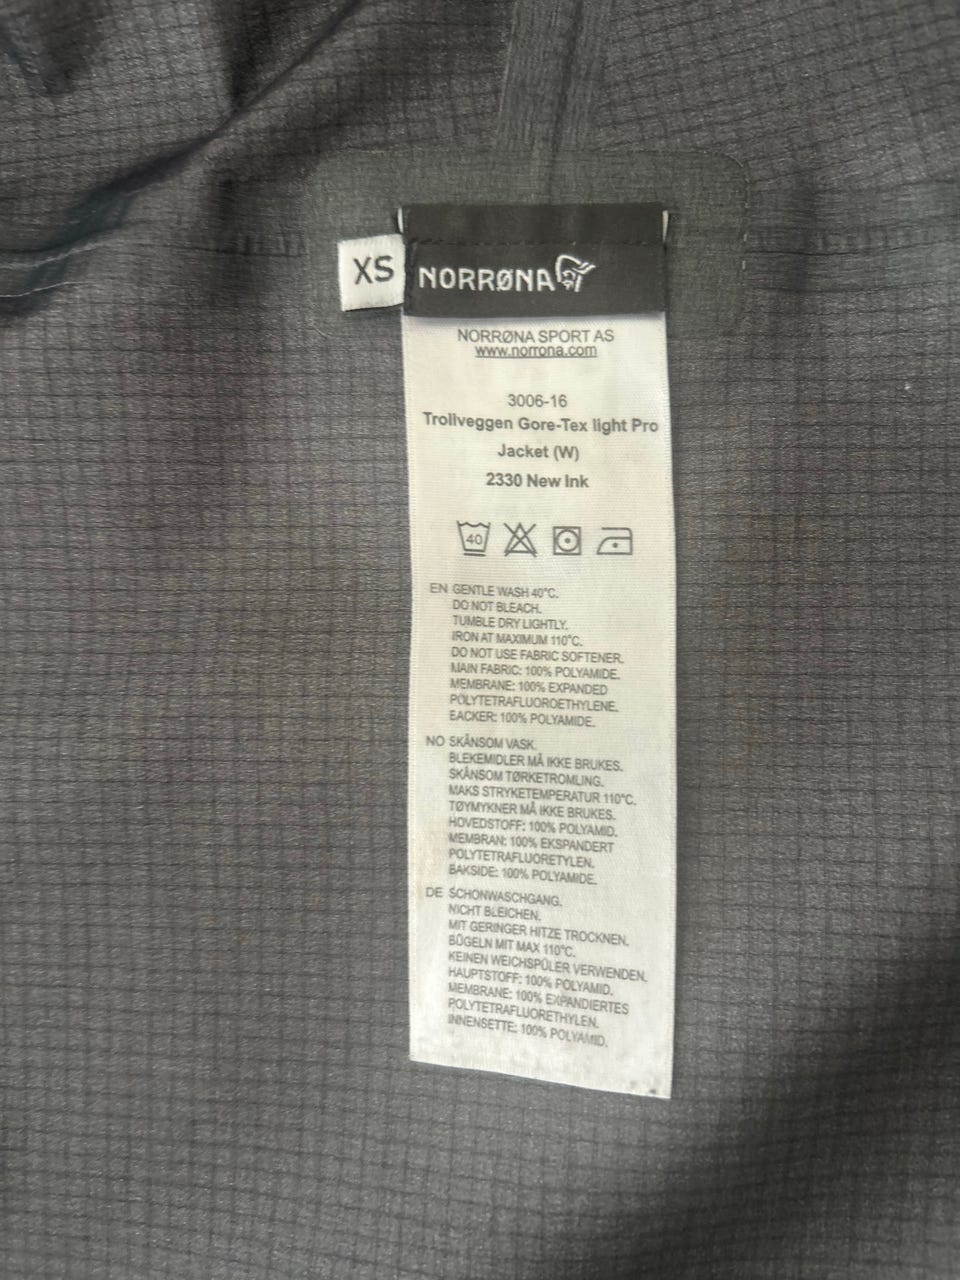 XS
NORRØNA
NORRØNA SPORT AS
www.norrona.com
3006-16
Trollveggen Gore-Tex light Pro
Jacket (W)
2330 New Ink
40
EN GENTLE WASH 40°C.
DO NOT BLEACH.
TUMBLE DRY LIGHTLY.
IRON AT MAXIMUM 110°C.
DO NOT USE FABRIC SOFTENER.
MAIN FABRIC: 100% POLYAMIDE.
MEMBRANE: 100% EXPANDED
POLYTETRAFLUOROETHYLENE.
BACKER: 100% POLYAMIDE.
NO SKÅNSOM VASK.
BLEKEMIDLER MÅ IKKE BRUKES.
SKÅNSOM TØRKETROMLING.
MAKS STRYKETEMPERATUR 110°C.
TØYMYKNER MÅ IKKE BRUKES.
HOVEDSTOFF: 100% POLYAMID.
MEMBRAN: 100% EKSPANDERT
POLYTETRAFLUORETYLEN.
BAKSIDE: 100% POLYAMIDE.
DE SCHONWASCHGANG.
NICHT BLEICHEN.
MIT GERINGER HITZE TROCKNEN.
BÜGELN MIT MAX 110°C.
KEINEN WEICHSPÜLER VERWENDEN.
HAUPTSTOFF: 100% POLYAMID.
MEMBRANE: 100% EXPANDIERTES
POLYTETRAFLUORETHYLEN.
INNENSETTE: 100% POLYAMID.